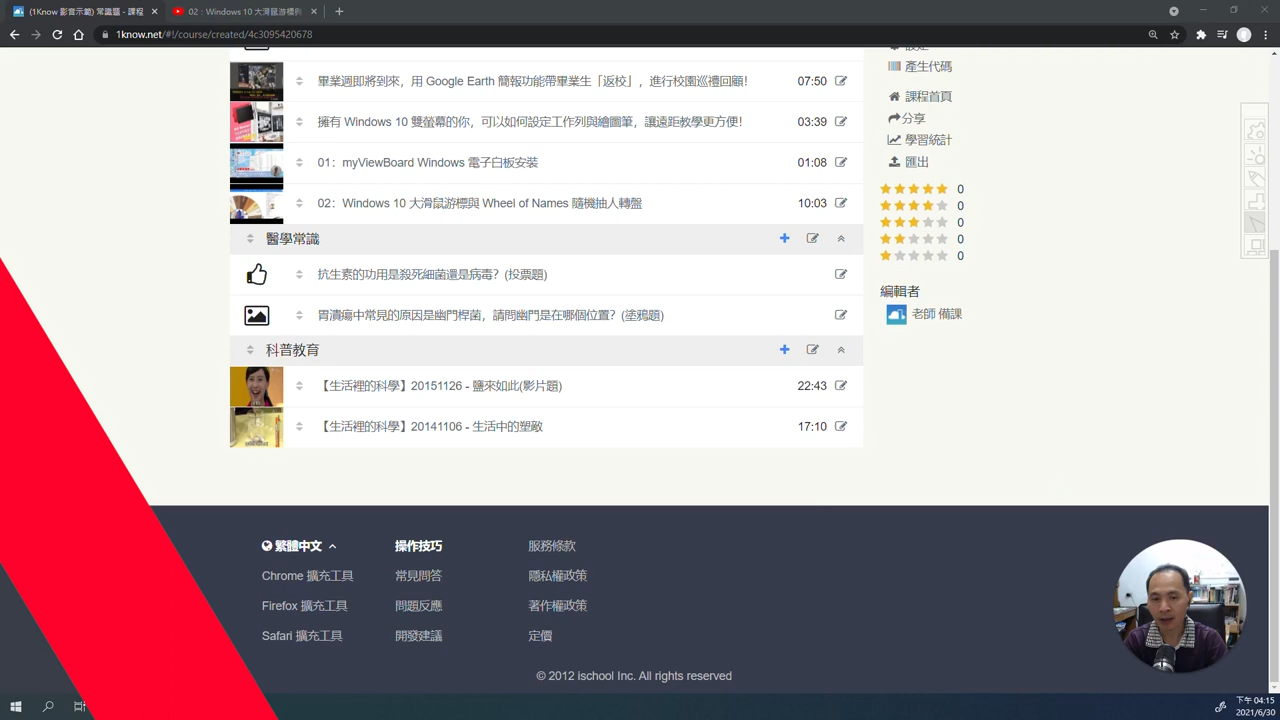 (1Know 影音示範) 常識題 - 課程
02：Windows 10 大滑鼠游標與
1know.net/#!/course/created/4c3095420678
設定
產生代碼
畢業週即將到來，用 Google Earth 簡報功能帶畢業生「返校」，進行校園巡禮回顧！ 07:50
課程首頁
擁有 Windows 10 雙螢幕的你，可以如何設定工作列與繪圖筆，讓遠距教學更方便！ 03:39
分享
學習統計
01：myViewBoard Windows 電子白板安裝 01:08
匯出
0
02：Windows 10 大滑鼠游標與 Wheel of Names 隨機抽人轉盤 10:03
0
0
醫學常識
0
0
抗生素的功用是殺死細菌還是病毒？(投票題)
編輯者
胃潰瘍中常見的原因是幽門桿菌，請問幽門是在哪個位置？(塗鴉題)
老師 備課
科普教育
【生活裡的科學】20151126 - 鹽來如此(影片題) 22:43
【生活裡的科學】20141106 - 生活中的塑敵 17:10
繁體中文 操作技巧 服務條款
Chrome 擴充工具 常見問答 隱私權政策
Firefox 擴充工具 問題反應 著作權政策
Safari 擴充工具 開發建議 定價
© 2012 ischool Inc. All rights reserved
下午 04:15
2021/6/30